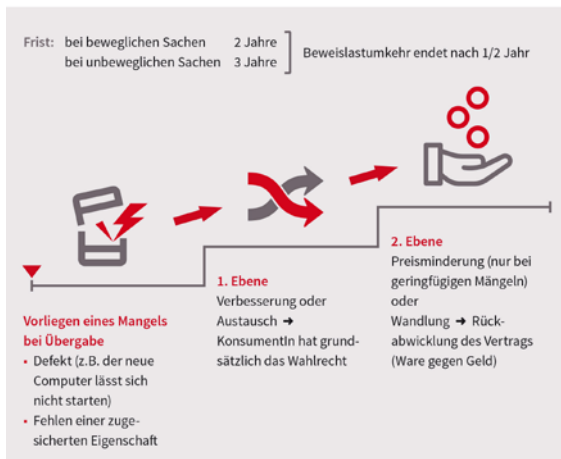 Frist: bei beweglichen Sachen 2 Jahre
bei unbeweglichen Sachen 3 Jahre
Beweislastumkehr endet nach 1/2 Jahr
Vorliegen eines Mangels
bei Übergabe
• Defekt (z.B. der neue
Computer lässt sich
nicht starten)
• Fehlen einer zuge-
sicherten Eigenschaft
1. Ebene
Verbesserung oder
Austausch ➔
KonsumentIn hat grund-
sätzlich das Wahlrecht
2. Ebene
Preisminderung (nur bei
geringfügigen Mängeln)
oder
Wandlung ➔ Rück-
abwicklung des Vertrags
(Ware gegen Geld)